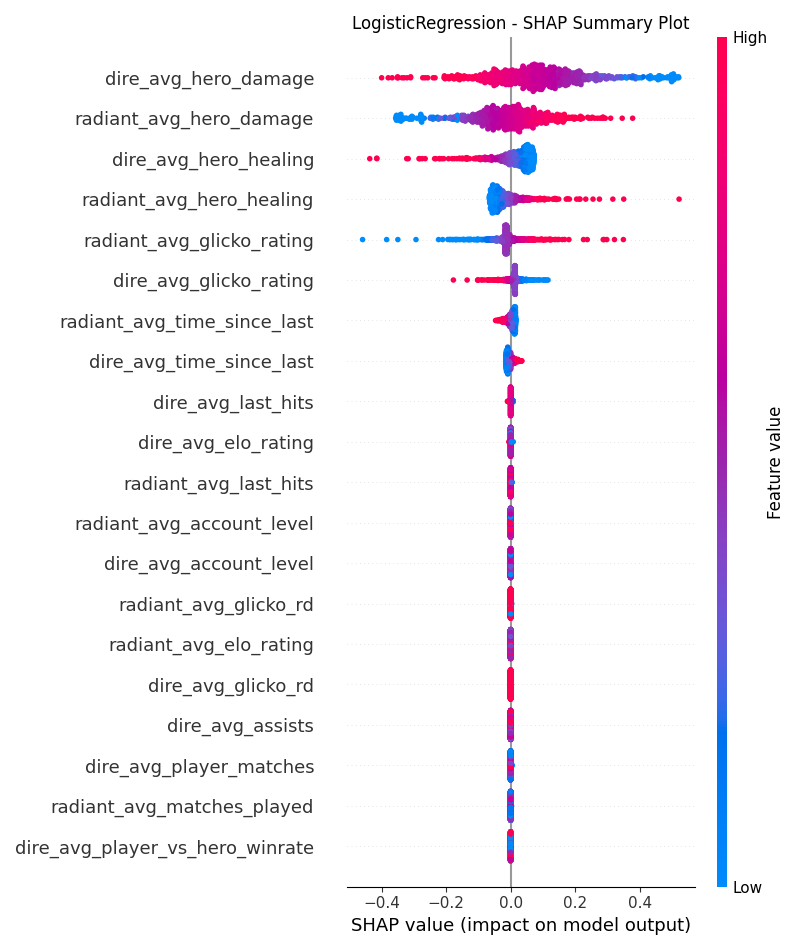 LogisticRegression - SHAP Summary Plot
High
dire_avg_hero_damage
radiant_avg_hero_damage
dire_avg_hero_healing
radiant_avg_hero_healing
radiant_avg_glicko_rating
dire_avg_glicko_rating
radiant_avg_time_since_last
dire_avg_time_since_last
dire_avg_last_hits
dire_avg_elo_rating
radiant_avg_last_hits
radiant_avg_account_level
dire_avg_account_level
radiant_avg_glicko_rd
radiant_avg_elo_rating
dire_avg_glicko_rd
dire_avg_assists
dire_avg_player_matches
radiant_avg_matches_played
dire_avg_player_vs_hero_winrate
Feature value
Low
−0.4 −0.2 0.0 0.2 0.4
SHAP value (impact on model output)